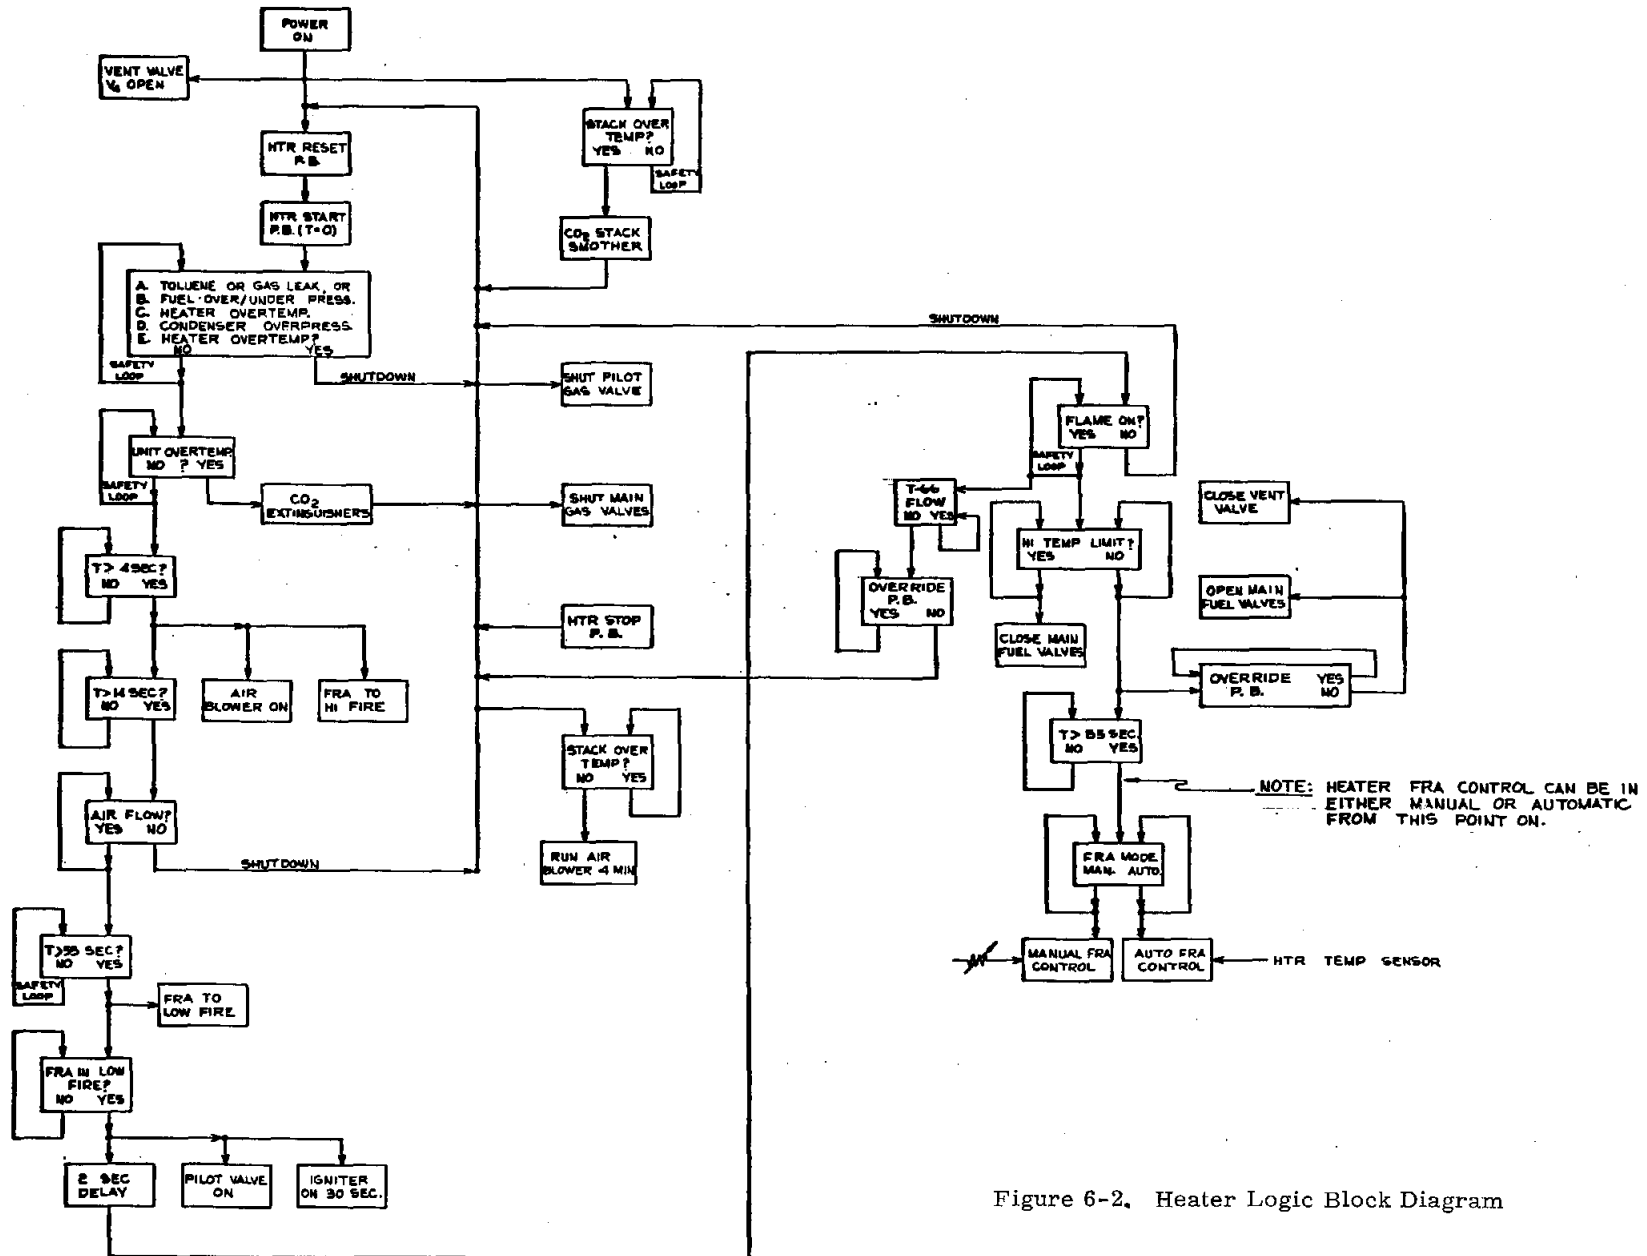 POWER
ON
VENT VALVE
V4 OPEN
HTR RESET
P.B.
HTR START
P.B. (T=0)
STACK OVER
TEMP?
YES NO
SAFETY
LOOP
CO2 STACK
SMOTHER
A. TOLUENE OR GAS LEAK, OR
B. FUEL-OVER/UNDER PRESS.
C. HEATER OVERTEMP.
D. CONDENSER OVERPRESS.
E. HEATER OVERTEMP?
NO YES
SAFETY
LOOP
SHUTDOWN
SHUT PILOT
GAS VALVE
UNIT OVERTEMP
NO ? YES
SAFETY
LOOP
CO2
EXTINGUISHERS
SHUT MAIN
GAS VALVES
T> 4SEC?
NO YES
HTR STOP
P.B.
T>14 SEC?
NO YES
AIR
BLOWER ON
FRA TO
HI FIRE
STACK OVER
TEMP?
NO YES
AIR FLOW?
YES NO
SHUTDOWN
RUN AIR
BLOWER 4 MIN
T>55 SEC?
NO YES
SAFETY
LOOP
FRA TO
LOW FIRE
FRA IN LOW
FIRE?
NO YES
2 SEC
DELAY
PILOT VALVE
ON
IGNITER
ON 30 SEC.
SHUTDOWN
FLAME ON?
YES NO
SAFETY
LOOP
T-66
FLOW
NO YES
HI TEMP LIMIT?
YES NO
CLOSE VENT
VALVE
OVERRIDE
P.B.
YES NO
OPEN MAIN
FUEL VALVES
CLOSE MAIN
FUEL VALVES
OVERRIDE YES
P.B. NO
T> 85 SEC.
NO YES
NOTE: HEATER FRA CONTROL CAN BE IN
EITHER MANUAL OR AUTOMATIC
FROM THIS POINT ON.
FRA MODE
MAN. AUTO.
MANUAL FRA
CONTROL
AUTO FRA
CONTROL
HTR TEMP SENSOR
Figure 6-2. Heater Logic Block Diagram